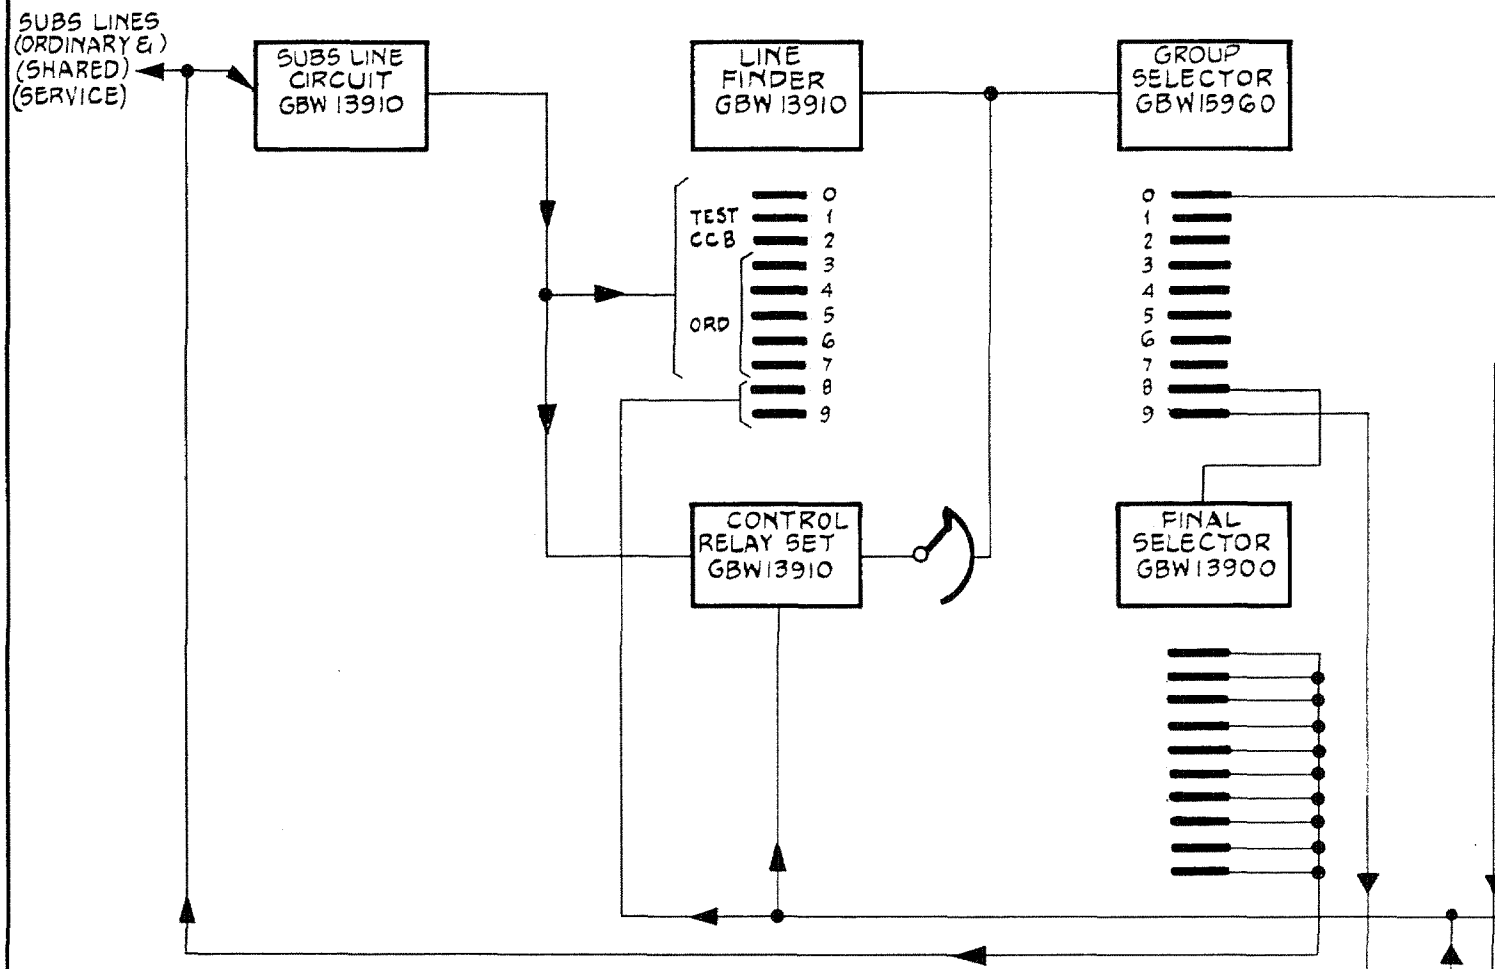 SUBS LINES
(ORDINARY & )
(SHARED)
(SERVICE)
SUBS LINE
CIRCUIT
GBW 13910
LINE
FINDER
GBW 13910
GROUP
SELECTOR
GBW15960
TEST
CCB
ORD
0
1
2
3
4
5
6
7
8
9
0
1
2
3
4
5
6
7
8
9
CONTROL
RELAY SET
GBW13910
FINAL
SELECTOR
GBW13900